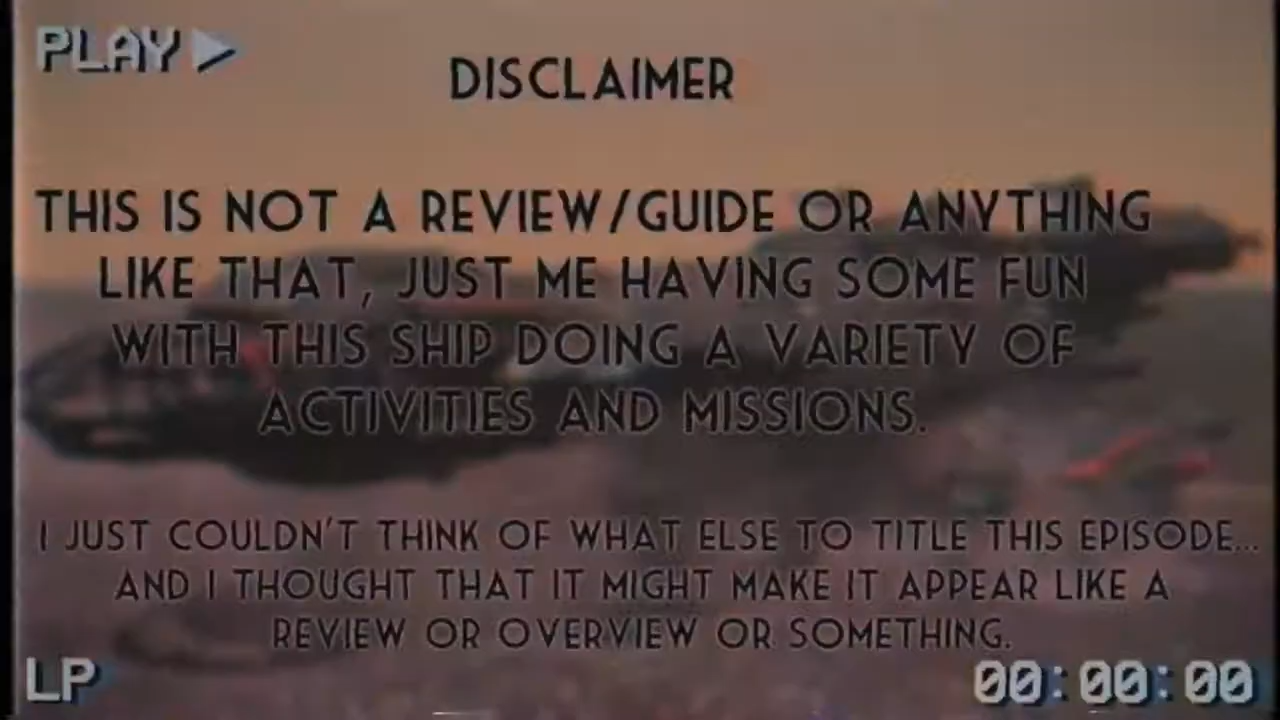 PLAY
DISCLAIMER
THIS IS NOT A REVIEW/GUIDE OR ANYTHING
LIKE THAT, JUST ME HAVING SOME FUN
WITH THIS SHIP DOING A VARIETY OF
ACTIVITIES AND MISSIONS.
I JUST COULDN'T THINK OF WHAT ELSE TO TITLE THIS EPISODE...
AND I THOUGHT THAT IT MIGHT MAKE IT APPEAR LIKE A
REVIEW OR OVERVIEW OR SOMETHING.
LP
00:00:00